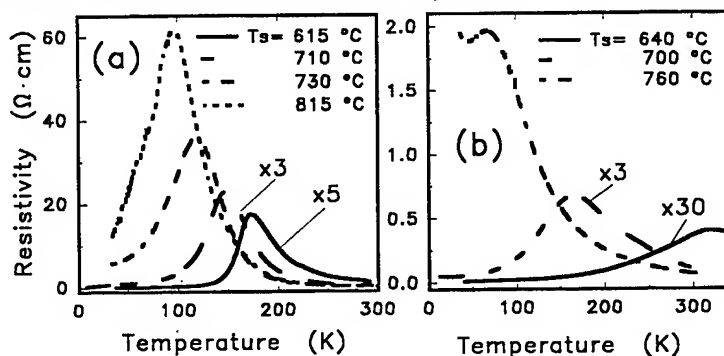 (a)
Ts= 615 °C
710 °C
730 °C
815 °C
x3
x5
60
40
20
0
0 100 200 300
Resistivity (Ω·cm)
Temperature (K)
(b)
Ts= 640 °C
700 °C
760 °C
x3
x30
2.0
1.5
1.0
0.5
0.0
0 100 200 300
Temperature (K)